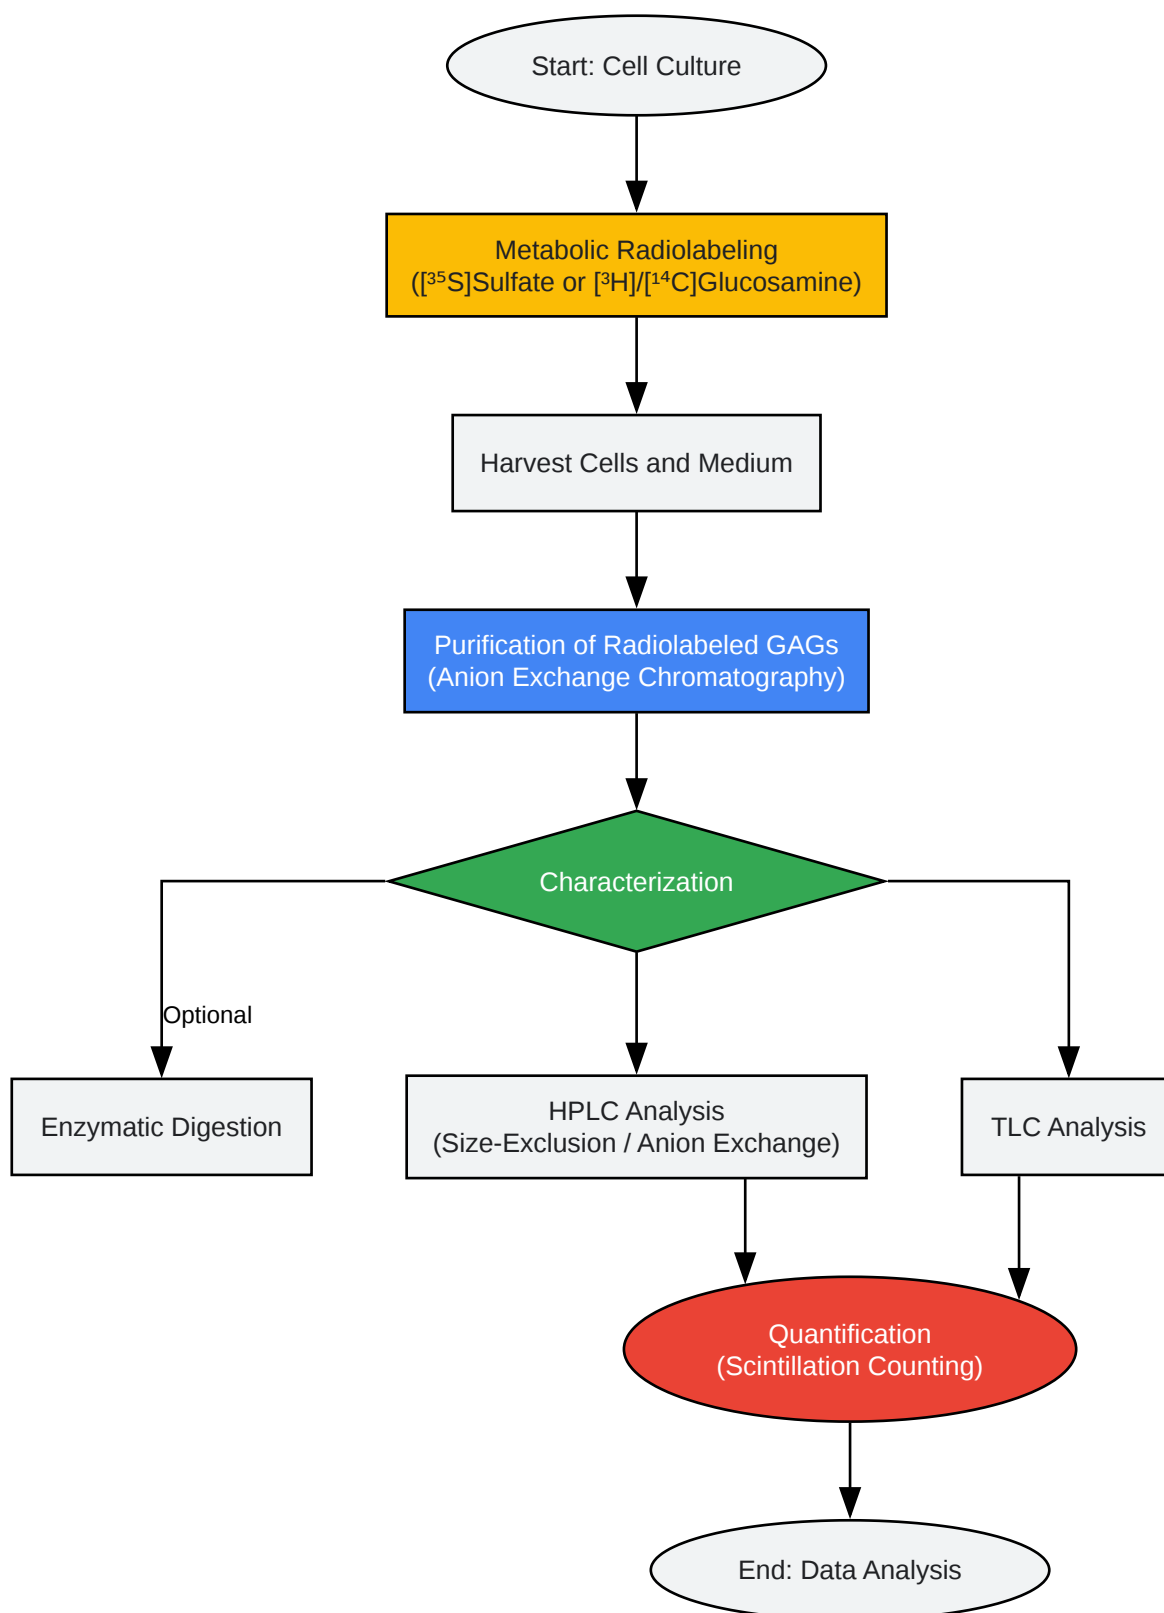 Start: Cell Culture
Metabolic Radiolabeling
([³⁵S]Sulfate or [³H]/[¹⁴C]Glucosamine)
Harvest Cells and Medium
Purification of Radiolabeled GAGs
(Anion Exchange Chromatography)
Characterization
Optional
Enzymatic Digestion
HPLC Analysis
(Size-Exclusion / Anion Exchange)
TLC Analysis
Quantification
(Scintillation Counting)
End: Data Analysis